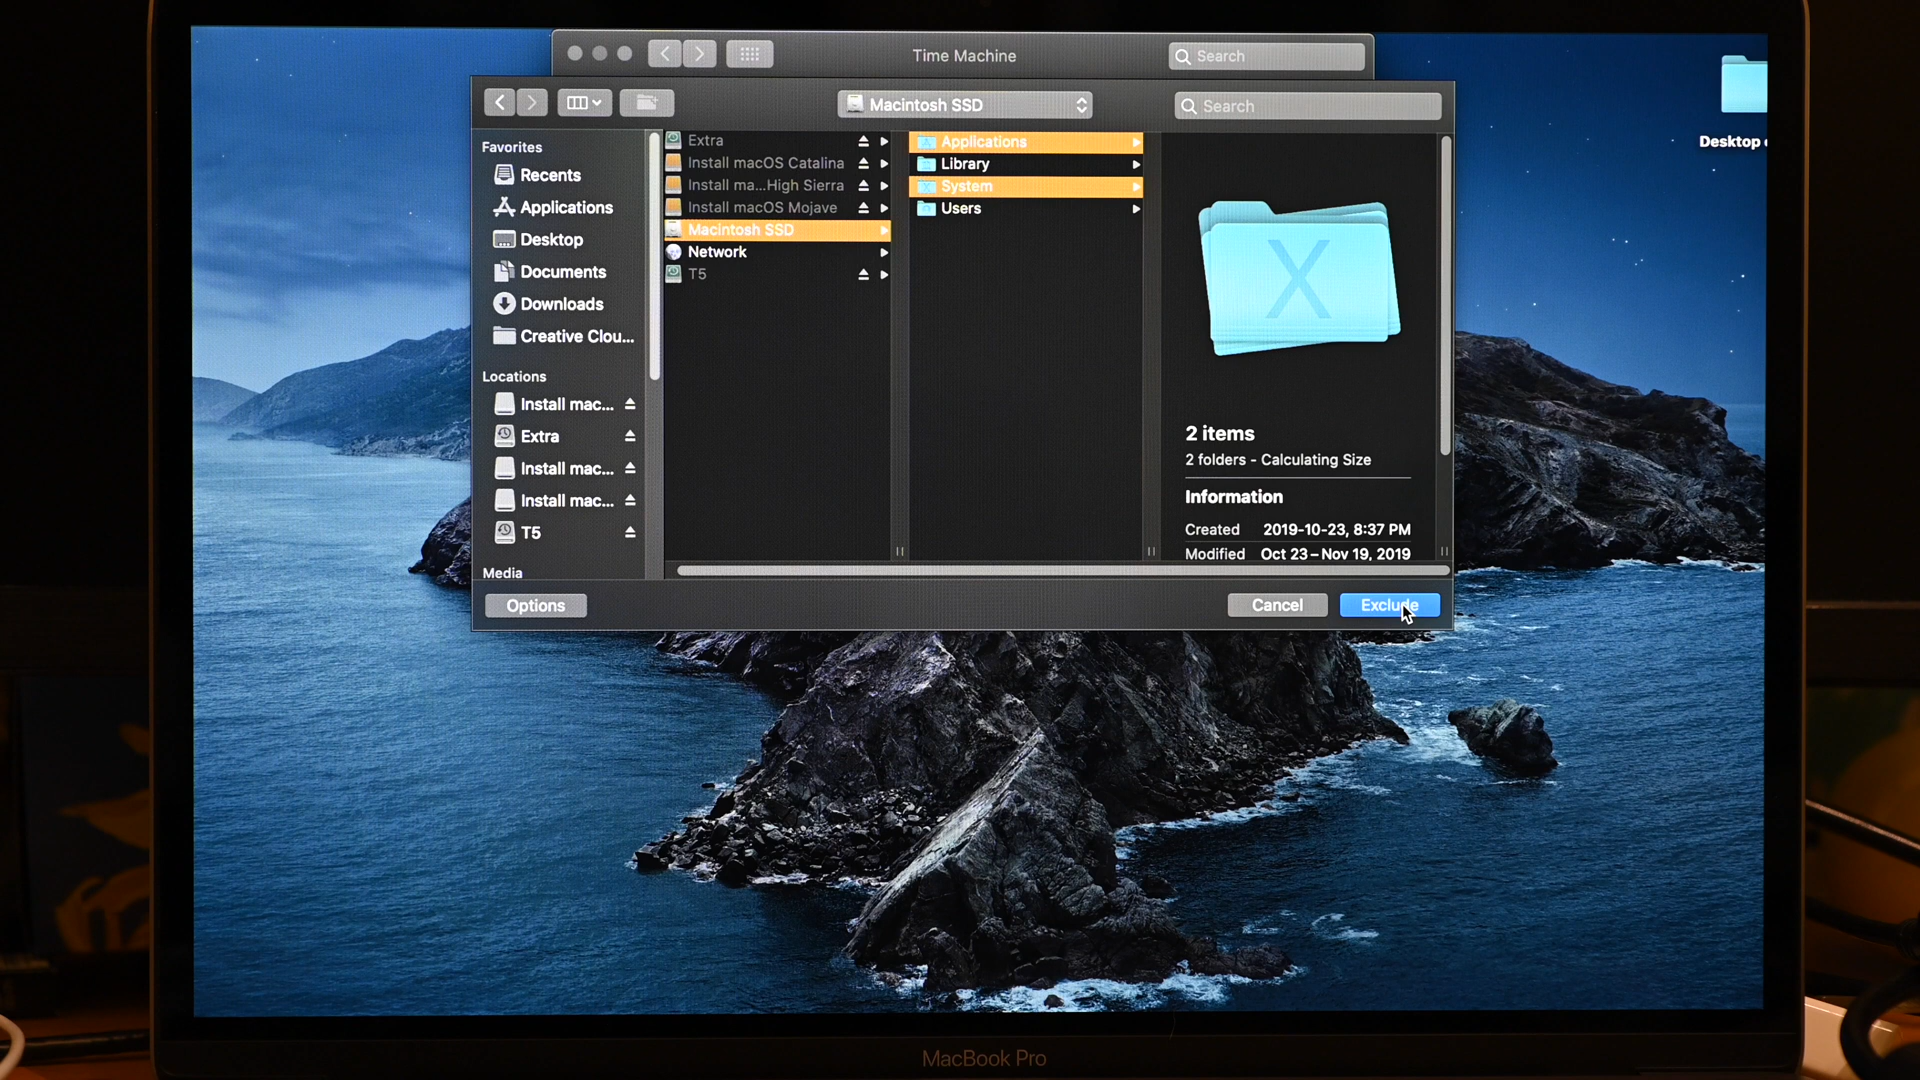 Time Machine
Search
Macintosh SSD
Search
Desktop
Favorites
Recents
Applications
Desktop
Documents
Downloads
Creative Clou...
Locations
Install mac...
Extra
Install mac...
Install mac...
T5
Media
Extra
Install macOS Catalina
Install ma...High Sierra
Install macOS Mojave
Macintosh SSD
Network
T5
Applications
Library
System
Users
X
2 items
2 folders - Calculating Size
Information
Created 2019-10-23, 8:37 PM
Modified Oct 23 – Nov 19, 2019
Options
Cancel
Exclude
MacBook Pro